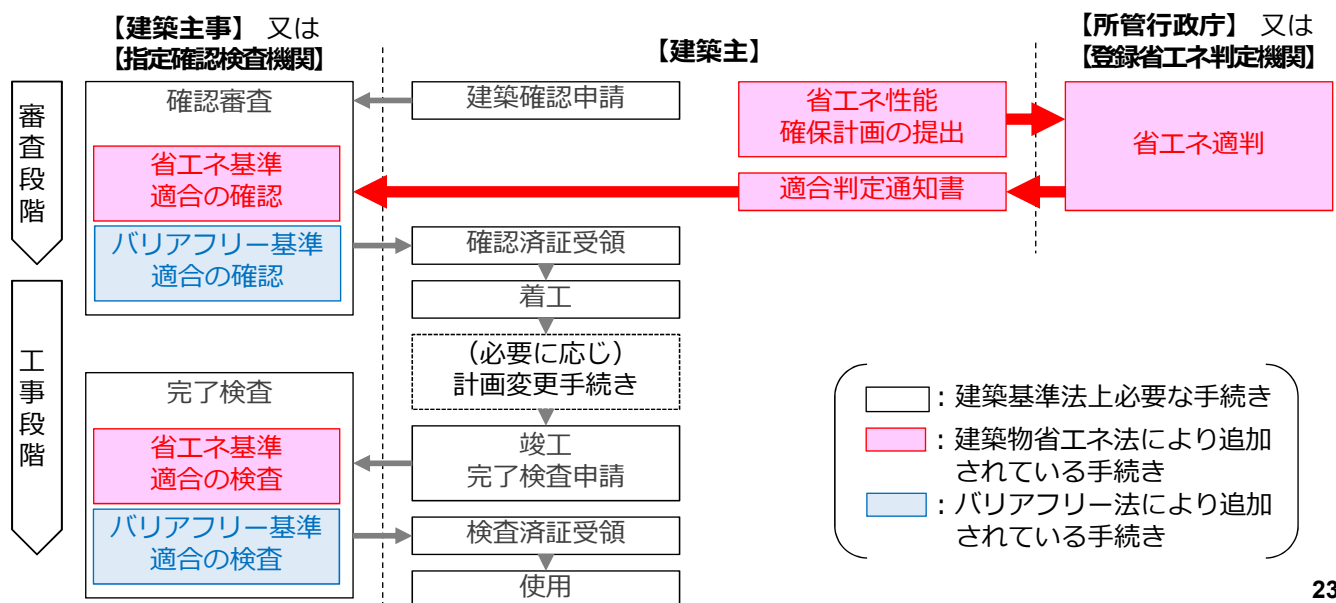 【建築主事】 又は
【指定確認検査機関】
【建築主】
【所管行政庁】 又は
【登録省エネ判定機関】
審査段階
確認審査
省エネ基準
適合の確認
バリアフリー基準
適合の確認
建築確認申請
省エネ性能
確保計画の提出
省エネ適判
適合判定通知書
確認済証受領
着工
(必要に応じ)
計画変更手続き
工事段階
完了検査
省エネ基準
適合の検査
バリアフリー基準
適合の検査
竣工
完了検査申請
検査済証受領
使用
:建築基準法上必要な手続き
:建築物省エネ法により追加
されている手続き
:バリアフリー法により追加
されている手続き
23